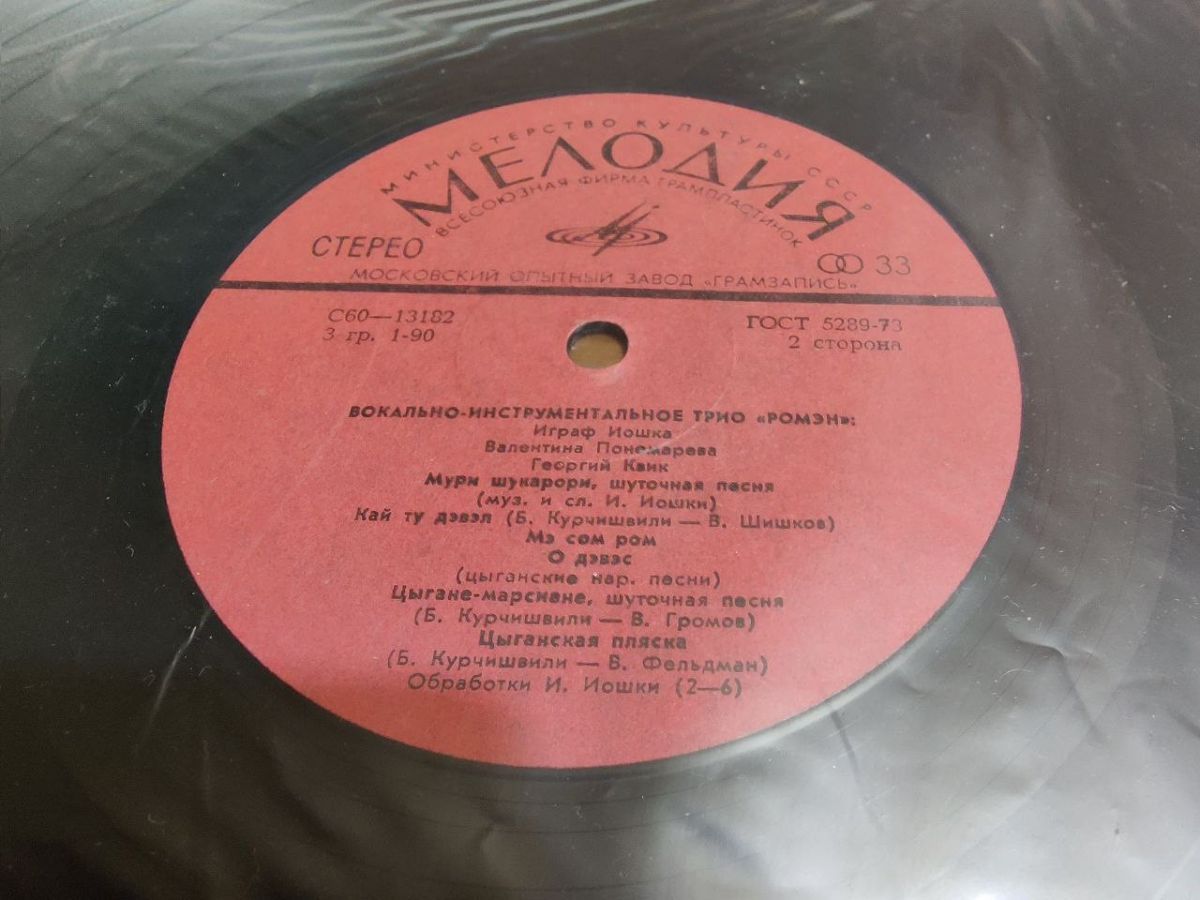 МИНИСТЕРСТВО КУЛЬТУРЫ СССР
МЕЛОДИЯ
ВСЕСОЮЗНАЯ ФИРМА ГРАМПЛАСТИНОК
СТЕРЕО
33
МОСКОВСКИЙ ОПЫТНЫЙ ЗАВОД «ГРАМЗАПИСЬ»
С60—13182
ГОСТ 5289-73
3 гр. 1-90
2 сторона
ВОКАЛЬНО-ИНСТРУМЕНТАЛЬНОЕ ТРИО «РОМЭН»:
Играф Иошка
Валентина Пономарева
Георгий Квик
Мури шукарори, шуточная песня
(муз. и сл. И. Иошки)
Кай ту дэвэл (Б. Курчишвили — В. Шишков)
Мэ сом ром
О дэвэс
(цыганские нар. песни)
Цыгане-марсиане, шуточная песня
(Б. Курчишвили — В. Громов)
Цыганская пляска
(Б. Курчишвили — В. Фельдман)
Обработки И. Иошки (2—6)